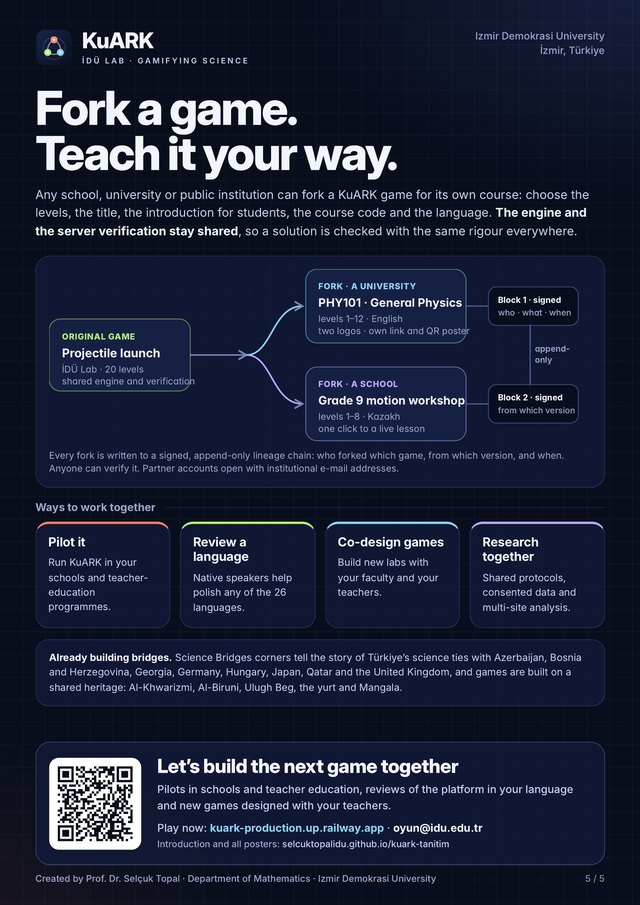 KuARK
İDÜ LAB · GAMIFYING SCIENCE
Izmir Demokrasi University
İzmir, Türkiye
Fork a game.
Teach it your way.
Any school, university or public institution can fork a KuARK game for its own course: choose the
levels, the title, the introduction for students, the course code and the language. The engine and
the server verification stay shared, so a solution is checked with the same rigour everywhere.
ORIGINAL GAME
Projectile launch
İDÜ Lab · 20 levels
shared engine and verification
FORK · A UNIVERSITY
PHY101 · General Physics
levels 1–12 · English
two logos · own link and QR poster
FORK · A SCHOOL
Grade 9 motion workshop
levels 1–8 · Kazakh
one click to a live lesson
Block 1 · signed
who · what · when
append-
only
Block 2 · signed
from which version
Every fork is written to a signed, append-only lineage chain: who forked which game, from which version, and when.
Anyone can verify it. Partner accounts open with institutional e-mail addresses.
Ways to work together
Pilot it
Run KuARK in your
schools and teacher-
education
programmes.
Review a
language
Native speakers help
polish any of the 26
languages.
Co-design games
Build new labs with
your faculty and your
teachers.
Research
together
Shared protocols,
consented data and
multi-site analysis.
Already building bridges. Science Bridges corners tell the story of Türkiye’s science ties with Azerbaijan, Bosnia
and Herzegovina, Georgia, Germany, Hungary, Japan, Qatar and the United Kingdom, and games are built on a
shared heritage: Al-Khwarizmi, Al-Biruni, Ulugh Beg, the yurt and Mangala.
Let’s build the next game together
Pilots in schools and teacher education, reviews of the platform in your language
and new games designed with your teachers.
Play now: kuark-production.up.railway.app · oyun@idu.edu.tr
Introduction and all posters: selcuktopalidu.github.io/kuark-tanitim
Created by Prof. Dr. Selçuk Topal · Department of Mathematics · Izmir Demokrasi University
5 / 5